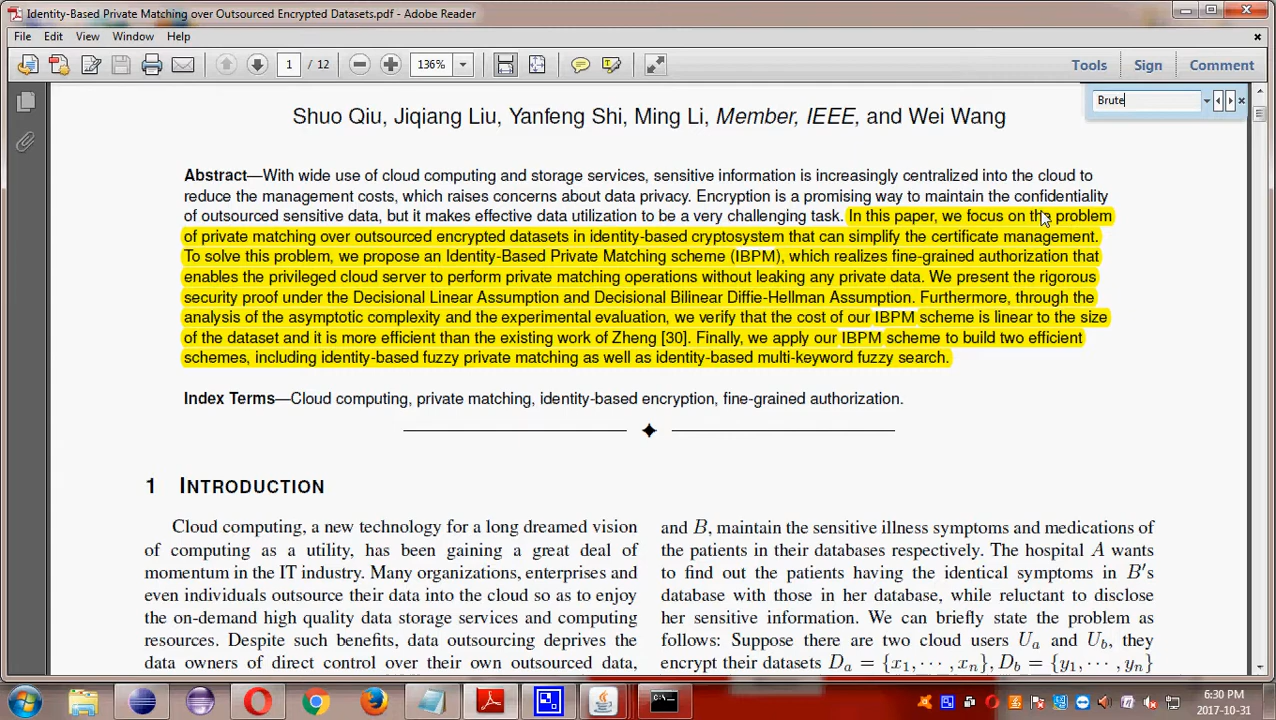 Identity-Based Private Matching over Outsourced Encrypted Datasets.pdf - Adobe Reader
File Edit View Window Help
1 / 12 136% Tools Sign Comment
Brute
Shuo Qiu, Jiqiang Liu, Yanfeng Shi, Ming Li, Member, IEEE, and Wei Wang
Abstract—With wide use of cloud computing and storage services, sensitive information is increasingly centralized into the cloud to
reduce the management costs, which raises concerns about data privacy. Encryption is a promising way to maintain the confidentiality
of outsourced sensitive data, but it makes effective data utilization to be a very challenging task. In this paper, we focus on the problem
of private matching over outsourced encrypted datasets in identity-based cryptosystem that can simplify the certificate management.
To solve this problem, we propose an Identity-Based Private Matching scheme (IBPM), which realizes fine-grained authorization that
enables the privileged cloud server to perform private matching operations without leaking any private data. We present the rigorous
security proof under the Decisional Linear Assumption and Decisional Bilinear Diffie-Hellman Assumption. Furthermore, through the
analysis of the asymptotic complexity and the experimental evaluation, we verify that the cost of our IBPM scheme is linear to the size
of the dataset and it is more efficient than the existing work of Zheng [30]. Finally, we apply our IBPM scheme to build two efficient
schemes, including identity-based fuzzy private matching as well as identity-based multi-keyword fuzzy search.
Index Terms—Cloud computing, private matching, identity-based encryption, fine-grained authorization.
1 INTRODUCTION
Cloud computing, a new technology for a long dreamed vision
of computing as a utility, has been gaining a great deal of
momentum in the IT industry. Many organizations, enterprises and
even individuals outsource their data into the cloud so as to enjoy
the on-demand high quality data storage services and computing
resources. Despite such benefits, data outsourcing deprives the
data owners of direct control over their own outsourced data,
and B, maintain the sensitive illness symptoms and medications of
the patients in their databases respectively. The hospital A wants
to find out the patients having the identical symptoms in B′s
database with those in her database, while reluctant to disclose
her sensitive information. We can briefly state the problem as
follows: Suppose there are two cloud users U_a and U_b, they
encrypt their datasets D_a = {x_1, ⋯, x_n}, D_b = {y_1, ⋯, y_n}
6:30 PM
2017-10-31